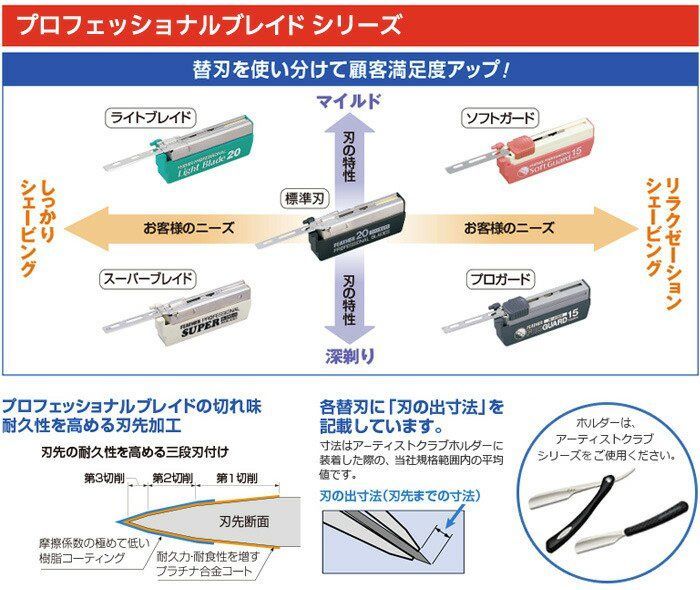 プロフェッショナルブレイド シリーズ
替刃を使い分けて顧客満足度アップ！
マイルド
ライトブレイド
ソフトガード
刃の特性
FEATHER PROFESSIONAL
Light Blade 20
Soft Guard 15
標準刃
しっかり
シェービング
お客様のニーズ
お客様のニーズ
リラクゼーション
シェービング
FEATHER 20
PROFESSIONAL BLADES
スーパーブレイド
プロガード
刃の特性
FEATHER PROFESSIONAL
SUPER
FEATHER
GUARD 15
深剃り
プロフェッショナルブレイドの切れ味
耐久性を高める刃先加工
刃先の耐久性を高める三段刃付け
第3切削
第2切削
第1切削
刃先断面
摩擦係数の極めて低い
樹脂コーティング
耐久力・耐食性を増す
プラチナ合金コート
各替刃に「刃の出寸法」を
記載しています。
寸法はアーティストクラブホルダーに
装着した際の、当社規格範囲内の平均
値です。
刃の出寸法（刃先までの寸法）
ホルダーは、
アーティストクラブ
シリーズをご使用ください。